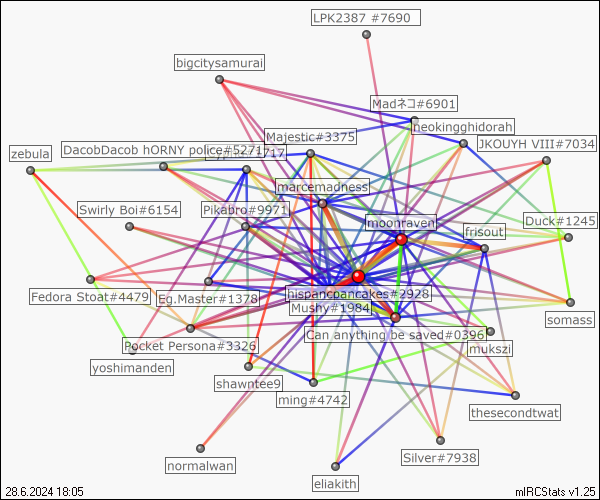 LPK2387 #7690
bigcitysamurai
Madネコ#6901
neokingghidorah
Majestic#3375
JKOUYH VIII#7034
DacobDacob hORNY police#5271
717
zebula
marcemadness
Swirly Boi#6154
Pikabro#9971
moonraven
Duck#1245
frisout
Fedora Stoat#4479
Eg.Master#1378
hispancpancakes#2928
Mushy#1984
somass
Can anything be saved#0396
Pocket Persona#3326
mukszi
yoshimanden
shawntee9
ming#4742
thesecondtwat
normalwan
Silver#7938
eliakith
28.6.2024 18:05
mIRCStats v1.25